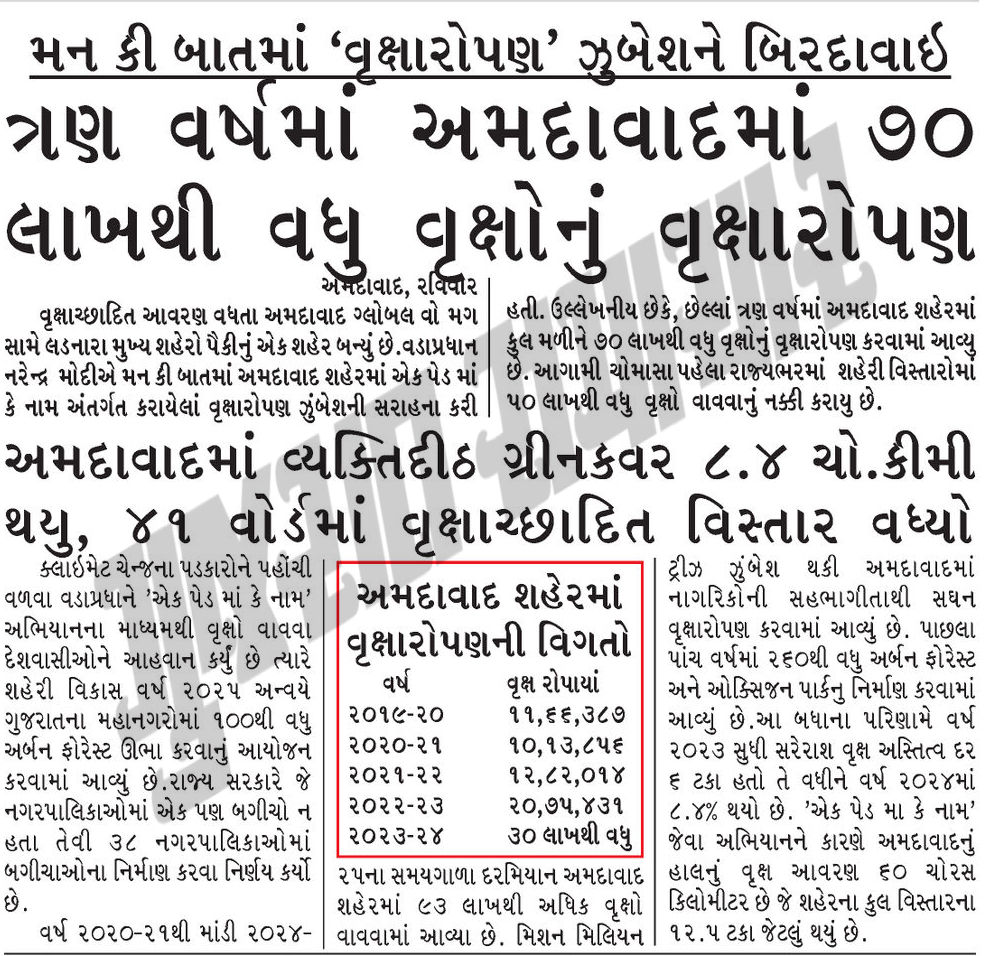 મન કી બાતમાં ‘વૃક્ષારોપણ’ ઝુંબેશને બિરદાવાઇ
ત્રણ વર્ષમાં અમદાવાદમાં ૭૦
લાખથી વધુ વૃક્ષોનું વૃક્ષારોપણ
અમદાવાદ, રવિવાર
વૃક્ષાચ્છાદિત આવરણ વધતા અમદાવાદ ગ્લોબલ વો મગ
સામે લડનારા મુખ્ય શહેરો પૈકીનું એક શહેર બન્યું છે.વડાપ્રધાન
નરેન્દ્ર મોદીએ મન કી બાતમાં અમદાવાદ શહેરમાં એક પેડ માં
કે નામ અંતર્ગત કરાયેલાં વૃક્ષારોપણ ઝુંબેશની સરાહના કરી
હતી. ઉલ્લેખનીય છેકે, છેલ્લાં ત્રણ વર્ષમાં અમદાવાદ શહેરમાં
કુલ મળીને ૭૦ લાખથી વધુ વૃક્ષોનું વૃક્ષારોપણ કરવામાં આવ્યુ
છે. આગામી ચોમાસા પહેલા રાજ્યભરમાં શહેરી વિસ્તારોમાં
૫૦ લાખથી વધુ વૃક્ષો વાવવાનું નક્કી કરાયુ છે.
અમદાવાદમાં વ્યક્તિદીઠ ગ્રીનકવર ૮.૪ ચો.કીમી
થયુ, ૪૧ વોર્ડમાં વૃક્ષાચ્છાદિત વિસ્તાર વધ્યો
ક્લાઇમેટ ચેન્જના પડકારોને પહોંચી
વળવા વડાપ્રધાને 'એક પેડ માં કે નામ'
અભિયાનના માધ્યમથી વૃક્ષો વાવવા
દેશવાસીઓને આહવાન કર્યું છે ત્યારે
શહેરી વિકાસ વર્ષ ૨૦૨૫ અન્વયે
ગુજરાતના મહાનગરોમાં ૧૦૦થી વધુ
અર્બન ફોરેસ્ટ ઊભા કરવાનું આયોજન
કરવામાં આવ્યું છે.રાજ્ય સરકારે જે
નગરપાલિકાઓમાં એક પણ બગીચો ન
હતા તેવી ૩૮ નગરપાલિકાઓમાં
બગીચાઓના નિર્માણ કરવા નિર્ણય કર્યો
છે.
વર્ષ ૨૦૨૦-૨૧થી માંડી ૨૦૨૪-
અમદાવાદ શહેરમાં
વૃક્ષારોપણની વિગતો
વર્ષ વૃક્ષ રોપાયાં
૨૦૧૯-૨૦ ૧૧,૬૬,૩૮૭
૨૦૨૦-૨૧ ૧૦,૧૩,૮૫૬
૨૦૨૧-૨૨ ૧૨,૮૨,૦૧૪
૨૦૨૨-૨૩ ૨૦,૭૫,૪૩૧
૨૦૨૩-૨૪ ૩૦ લાખથી વધુ
૨૫ના સમયગાળા દરમિયાન અમદાવાદ
શહેરમાં ૯૩ લાખથી અધિક વૃક્ષો
વાવવામાં આવ્યા છે. મિશન મિલિયન
ટ્રીઝ ઝુંબેશ થકી અમદાવાદમાં
નાગરિકોની સહભાગીતાથી સઘન
વૃક્ષારોપણ કરવામાં આવ્યું છે. પાછલા
પાંચ વર્ષમાં ૨૬૦થી વધુ અર્બન ફોરેસ્ટ
અને ઓક્સિજન પાર્કનુ નિર્માણ કરવામાં
આવ્યું છે.આ બધાના પરિણામે વર્ષ
૨૦૨૩ સુધી સરેરાશ વૃક્ષ અસ્તિત્વ દર
૬ ટકા હતો તે વધીને વર્ષ ૨૦૨૪માં
૮.૪% થયો છે. 'એક પેડ મા કે નામ'
જેવા અભિયાનને કારણે અમદાવાદનું
હાલનું વૃક્ષ આવરણ ૬૦ ચોરસ
કિલોમીટર છે જે શહેરના કુલ વિસ્તારના
૧૨.૫ ટકા જેટલું થયું છે.
ગુજરાત સમાચાર